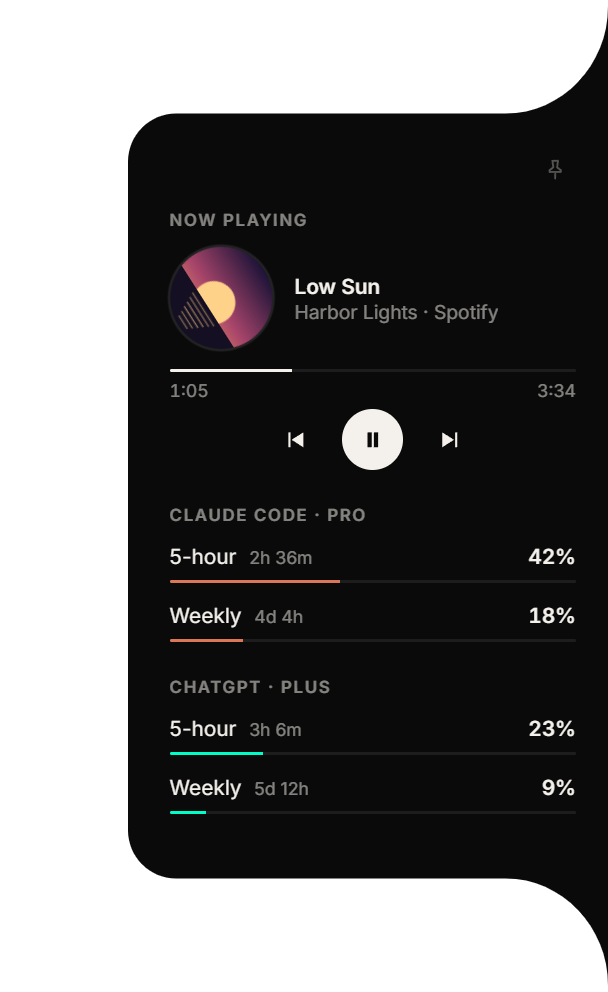 NOW PLAYING
Low Sun
Harbor Lights · Spotify
1:05 3:34
CLAUDE CODE · PRO
5-hour 2h 36m 42%
Weekly 4d 4h 18%
CHATGPT · PLUS
5-hour 3h 6m 23%
Weekly 5d 12h 9%